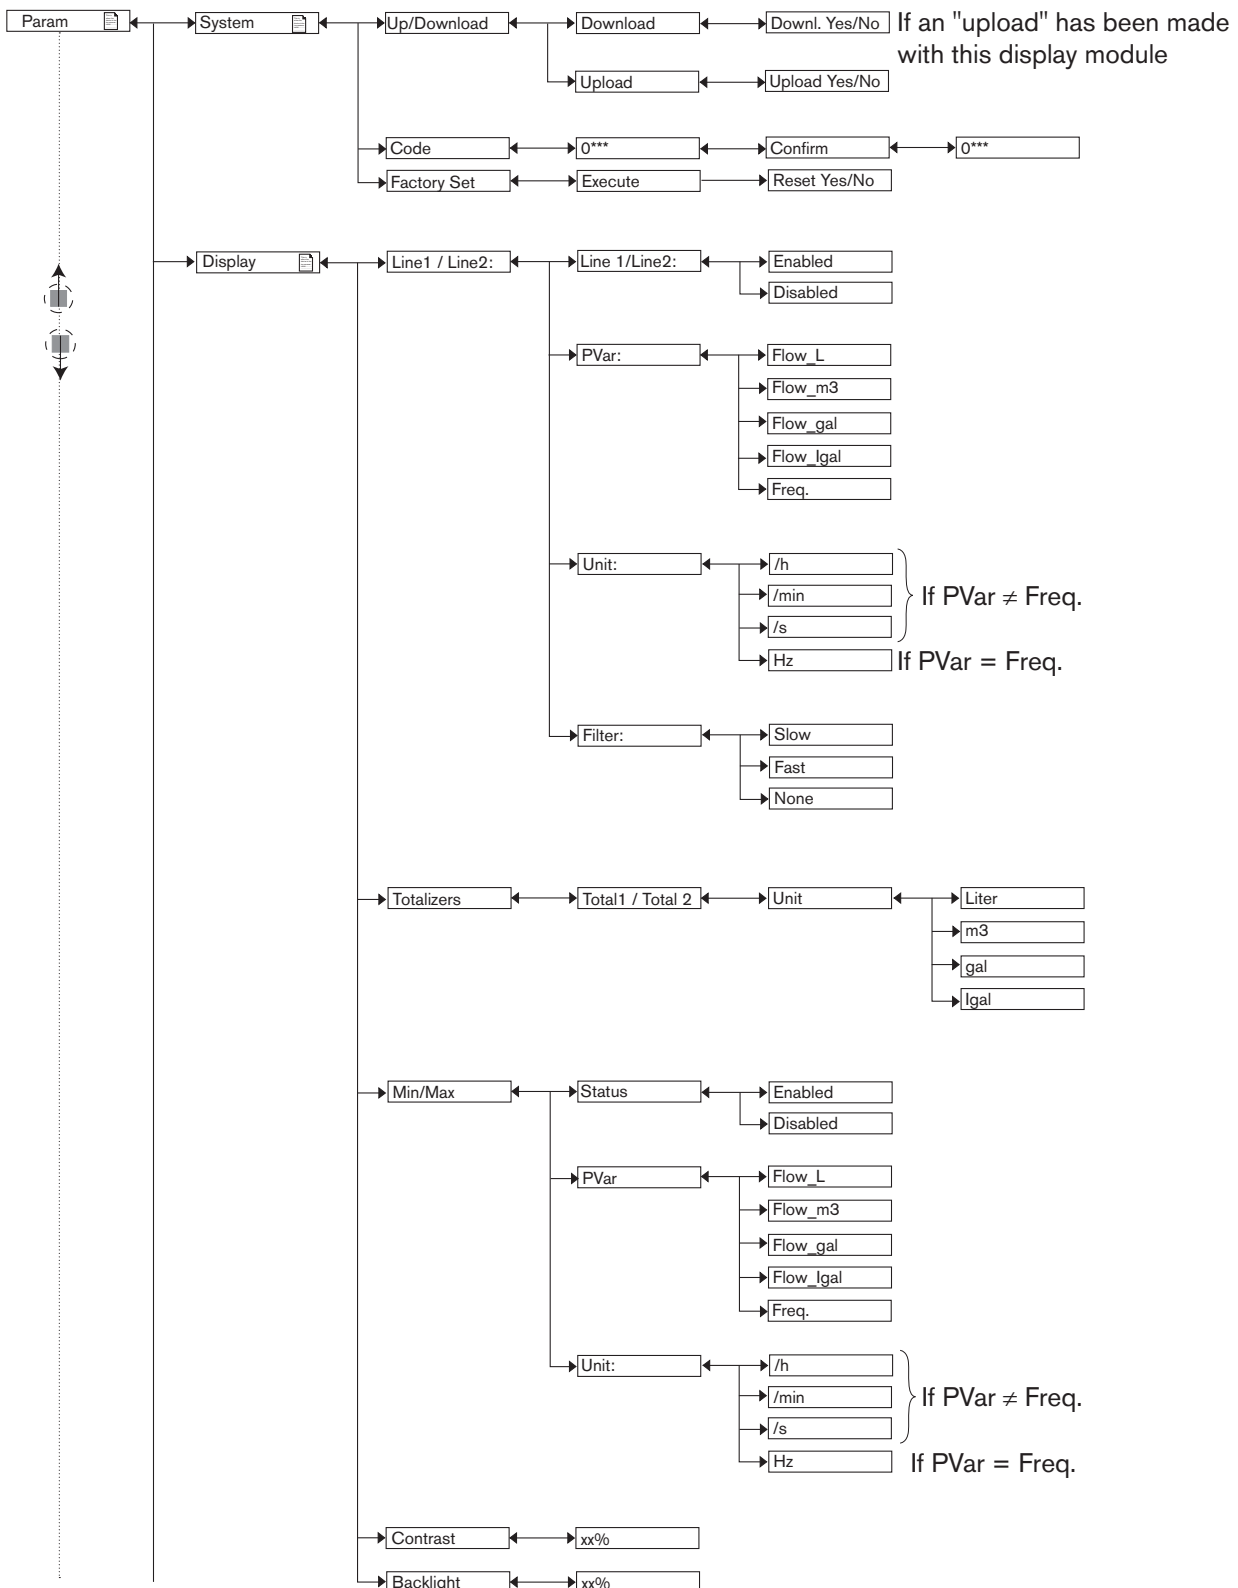 Param
System
Up/Download
Download
Downl. Yes/No
If an "upload" has been made
with this display module
Upload
Upload Yes/No
Code
0***
Confirm
0***
Factory Set
Execute
Reset Yes/No
Display
Line1 / Line2:
Line 1/Line2:
Enabled
Disabled
PVar:
Flow_L
Flow_m3
Flow_gal
Flow_Igal
Freq.
Unit:
/h
/min
/s
If PVar ≠ Freq.
Hz
If PVar = Freq.
Filter:
Slow
Fast
None
Totalizers
Total1 / Total 2
Unit
Liter
m3
gal
Igal
Min/Max
Status
Enabled
Disabled
PVar
Flow_L
Flow_m3
Flow_gal
Flow_Igal
Freq.
Unit:
/h
/min
/s
If PVar ≠ Freq.
Hz
If PVar = Freq.
Contrast
xx%
Backlight
xx%